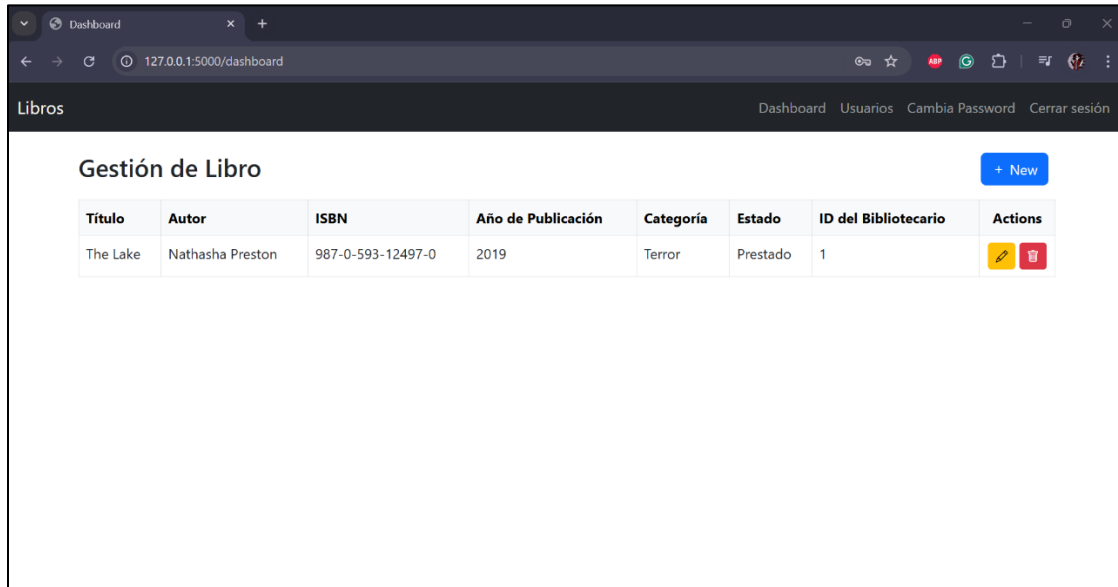 Dashboard
127.0.0.1:5000/dashboard
ABP
G
Libros
Dashboard Usuarios Cambia Password Cerrar sesión
Gestión de Libro
+ New
Título Autor ISBN Año de Publicación Categoría Estado ID del Bibliotecario Actions
The Lake Nathasha Preston 987-0-593-12497-0 2019 Terror Prestado 1